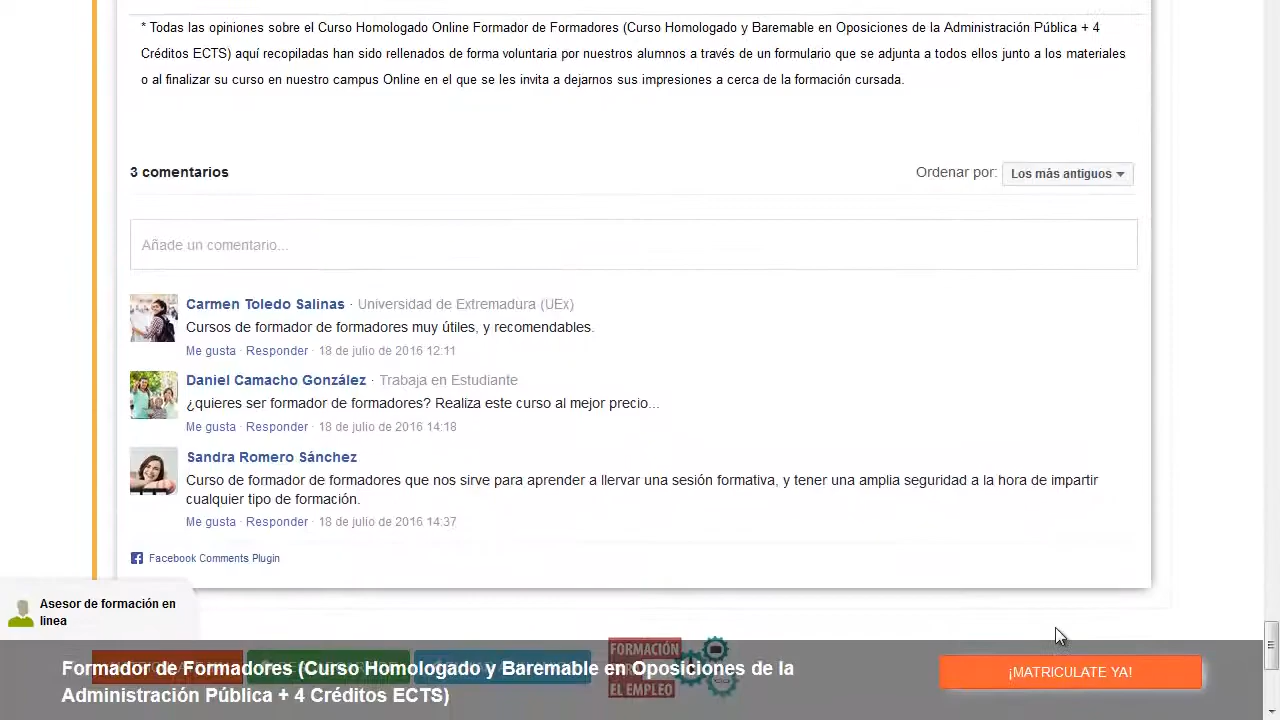 * Todas las opiniones sobre el Curso Homologado Online Formador de Formadores (Curso Homologado y Baremable en Oposiciones de la Administración Pública + 4
Créditos ECTS) aquí recopiladas han sido rellenados de forma voluntaria por nuestros alumnos a través de un formulario que se adjunta a todos ellos junto a los materiales
o al finalizar su curso en nuestro campus Online en el que se les invita a dejarnos sus impresiones a cerca de la formación cursada.
3 comentarios
Ordenar por: Los más antiguos
Añade un comentario...
Carmen Toledo Salinas · Universidad de Extremadura (UEx)
Cursos de formador de formadores muy útiles, y recomendables.
Me gusta · Responder · 18 de julio de 2016 12:11
Daniel Camacho González · Trabaja en Estudiante
¿quieres ser formador de formadores? Realiza este curso al mejor precio...
Me gusta · Responder · 18 de julio de 2016 14:18
Sandra Romero Sánchez
Curso de formador de formadores que nos sirve para aprender a llervar una sesión formativa, y tener una amplia seguridad a la hora de impartir
cualquier tipo de formación.
Me gusta · Responder · 18 de julio de 2016 14:37
Facebook Comments Plugin
Asesor de formación en
linea
FORMACIÓN
EL EMPLEO
Formador de Formadores (Curso Homologado y Baremable en Oposiciones de la
Administración Pública + 4 Créditos ECTS)
¡MATRICULATE YA!